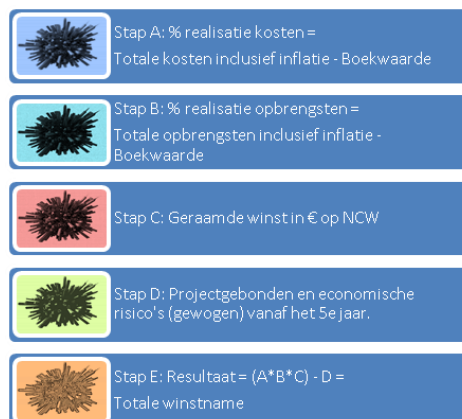 Stap A: % realisatie kosten =
Totale kosten inclusief inflatie - Boekwaarde
Stap B: % realisatie opbrengsten =
Totale opbrengsten inclusief inflatie -
Boekwaarde
Stap C: Geraamde winst in € op NCW
Stap D: Projectgebonden en economische
risico's (gewogen) vanaf het 5e jaar.
Stap E: Resultaat = (A*B*C) - D =
Totale winstname